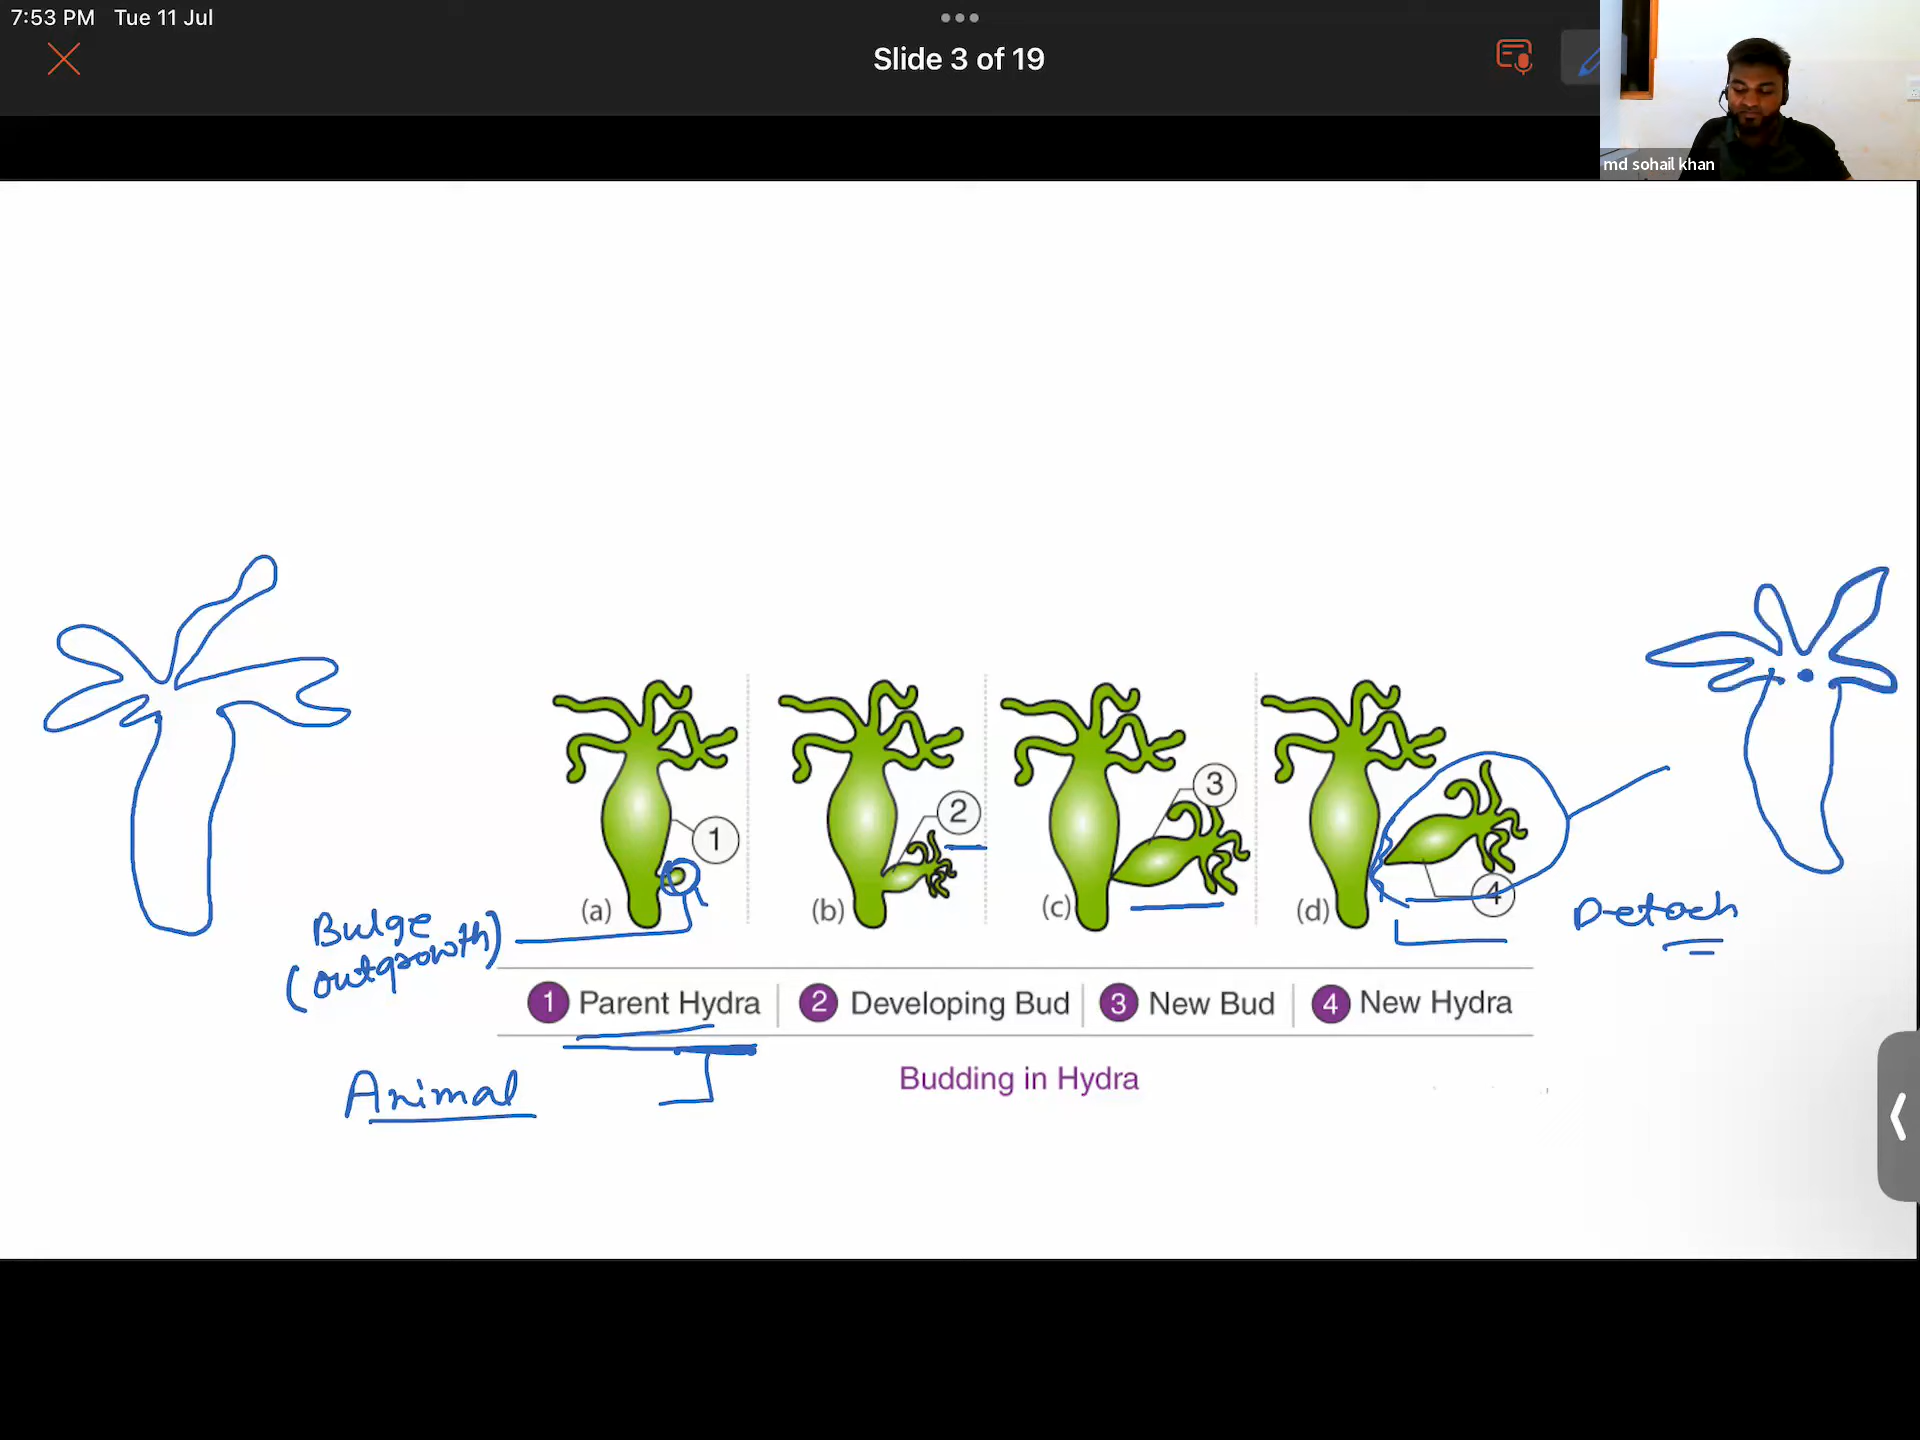 7:53 PM Tue 11 Jul
Slide 3 of 19
md sohail khan
1
2
3
4
(a)
(b)
(c)
(d)
Bulge
(outgrowth)
Detach
1 Parent Hydra
2 Developing Bud
3 New Bud
4 New Hydra
Animal
Budding in Hydra